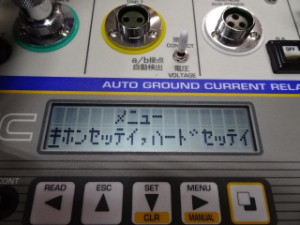 CONNECT
a/b接点
自動検出
電圧
VOLTAGE
AUTO GROUND CURRENT RELA
メニュー
キホンセッテイ,ハードセッテイ
CONT
READ
ESC
SET
MENU
CLR
MANUAL